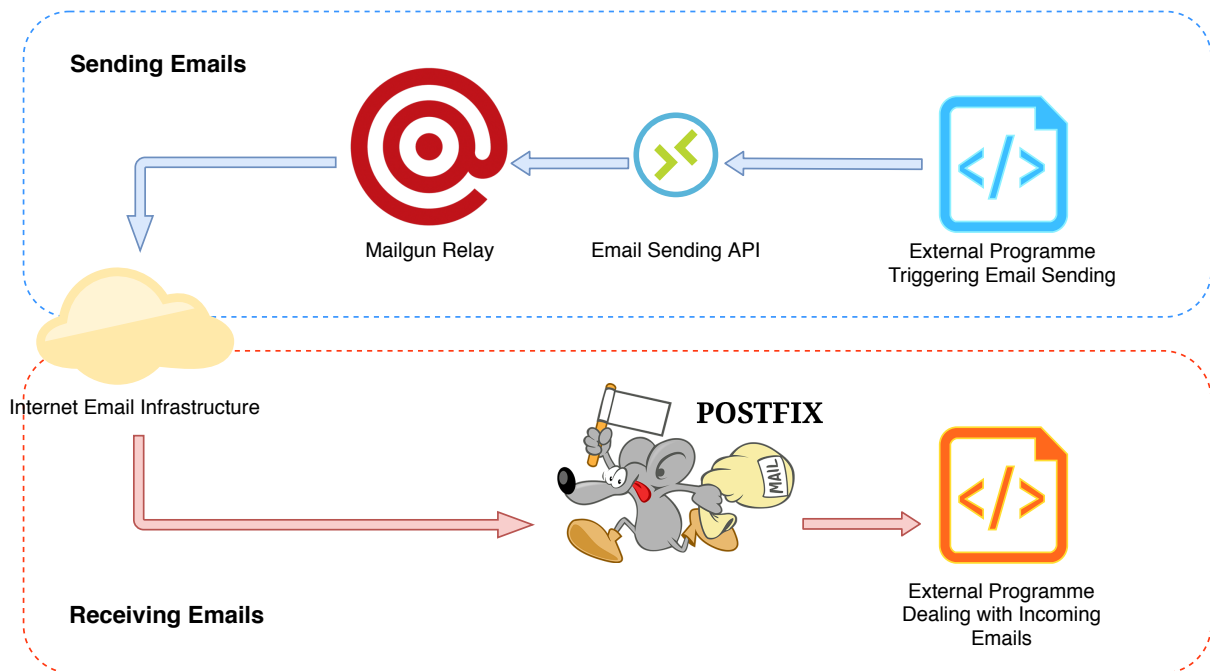 Sending Emails
Mailgun Relay
Email Sending API
External Programme
Triggering Email Sending
Internet Email Infrastructure
POSTFIX
MAIL
External Programme
Dealing with Incoming
Emails
Receiving Emails